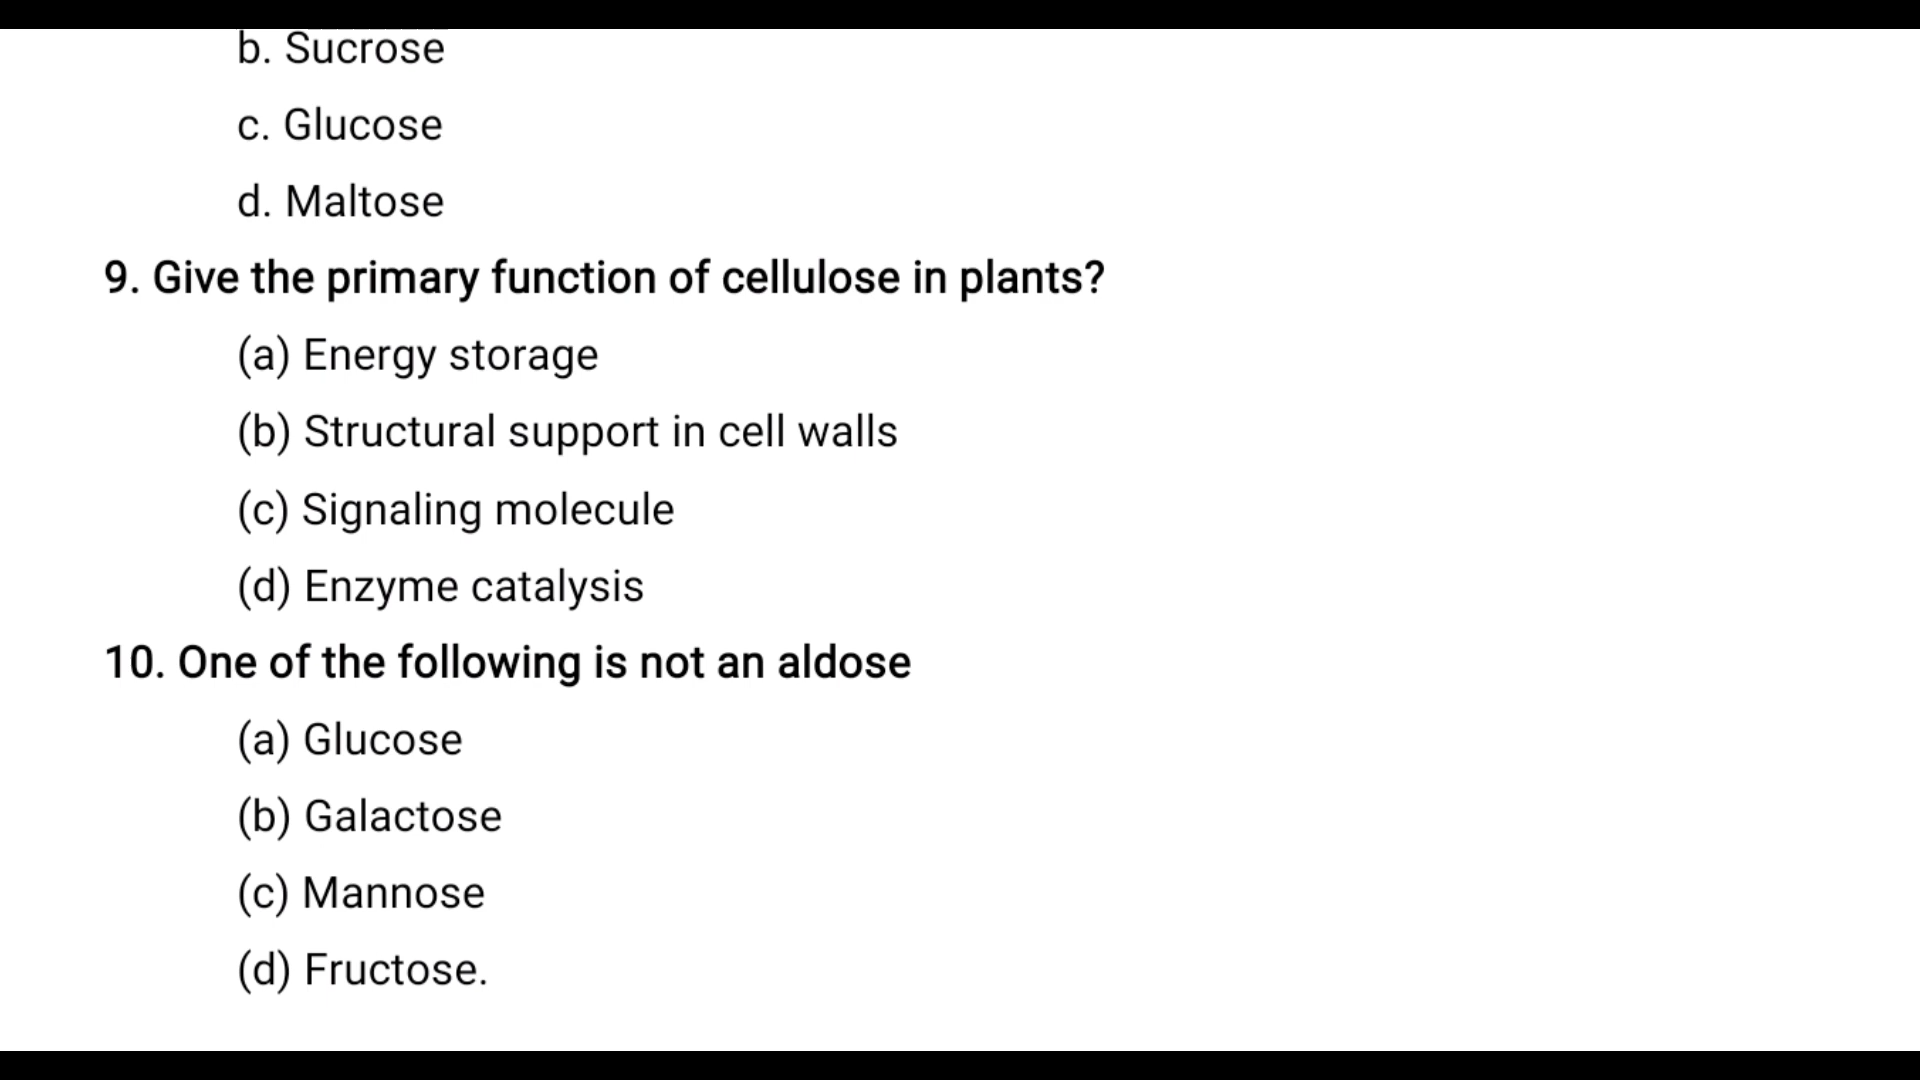 b. Sucrose
c. Glucose
d. Maltose
9. Give the primary function of cellulose in plants?
(a) Energy storage
(b) Structural support in cell walls
(c) Signaling molecule
(d) Enzyme catalysis
10. One of the following is not an aldose
(a) Glucose
(b) Galactose
(c) Mannose
(d) Fructose.